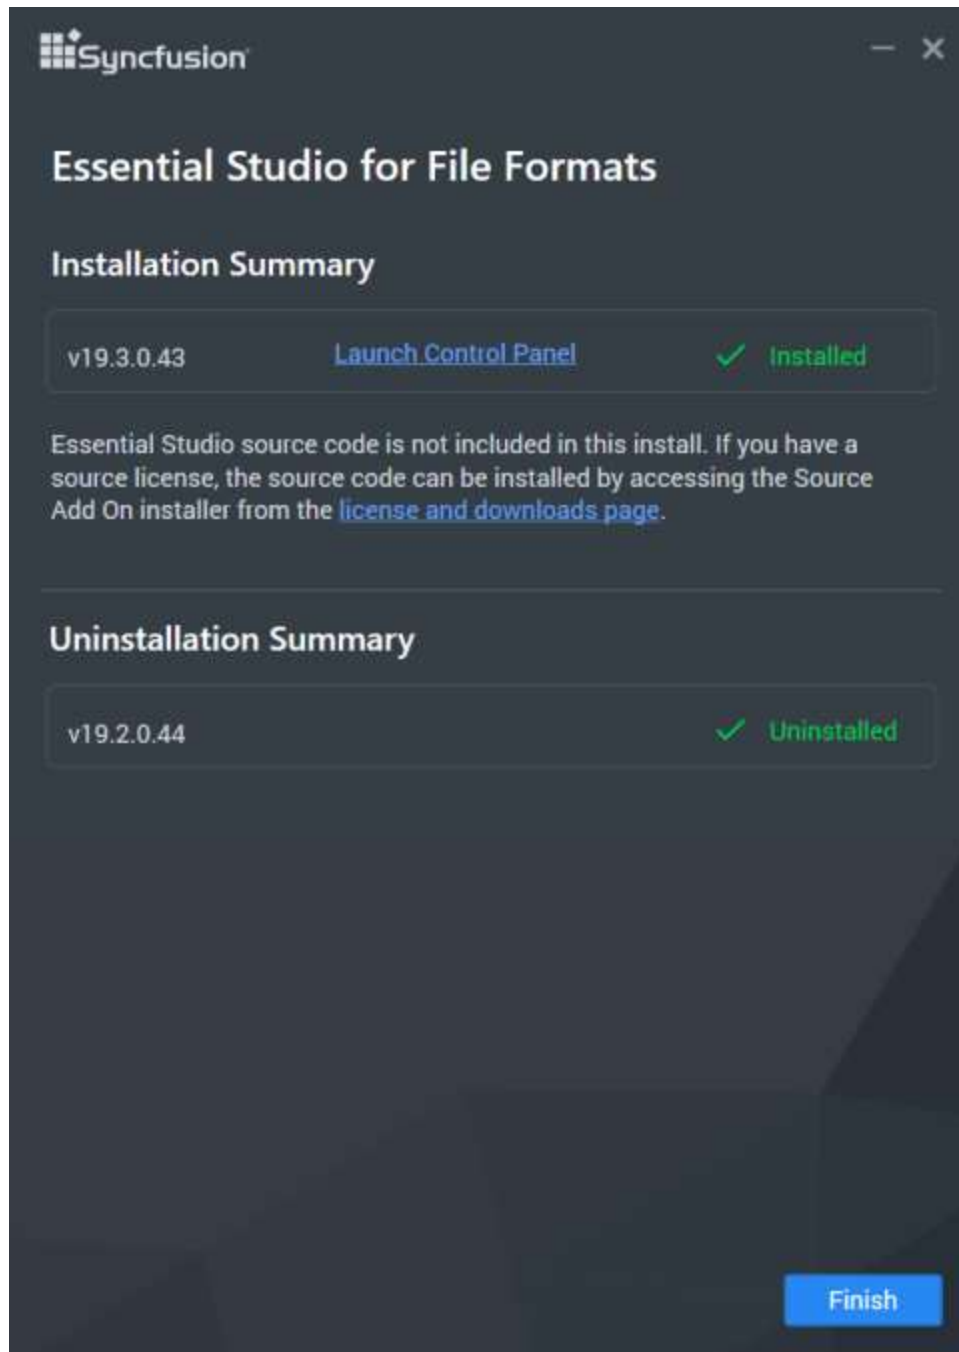 Syncfusion
Essential Studio for File Formats
Installation Summary
v19.3.0.43 Launch Control Panel Installed
Essential Studio source code is not included in this install. If you have a
source license, the source code can be installed by accessing the Source
Add On installer from the license and downloads page.
Uninstallation Summary
v19.2.0.44 Uninstalled
Finish